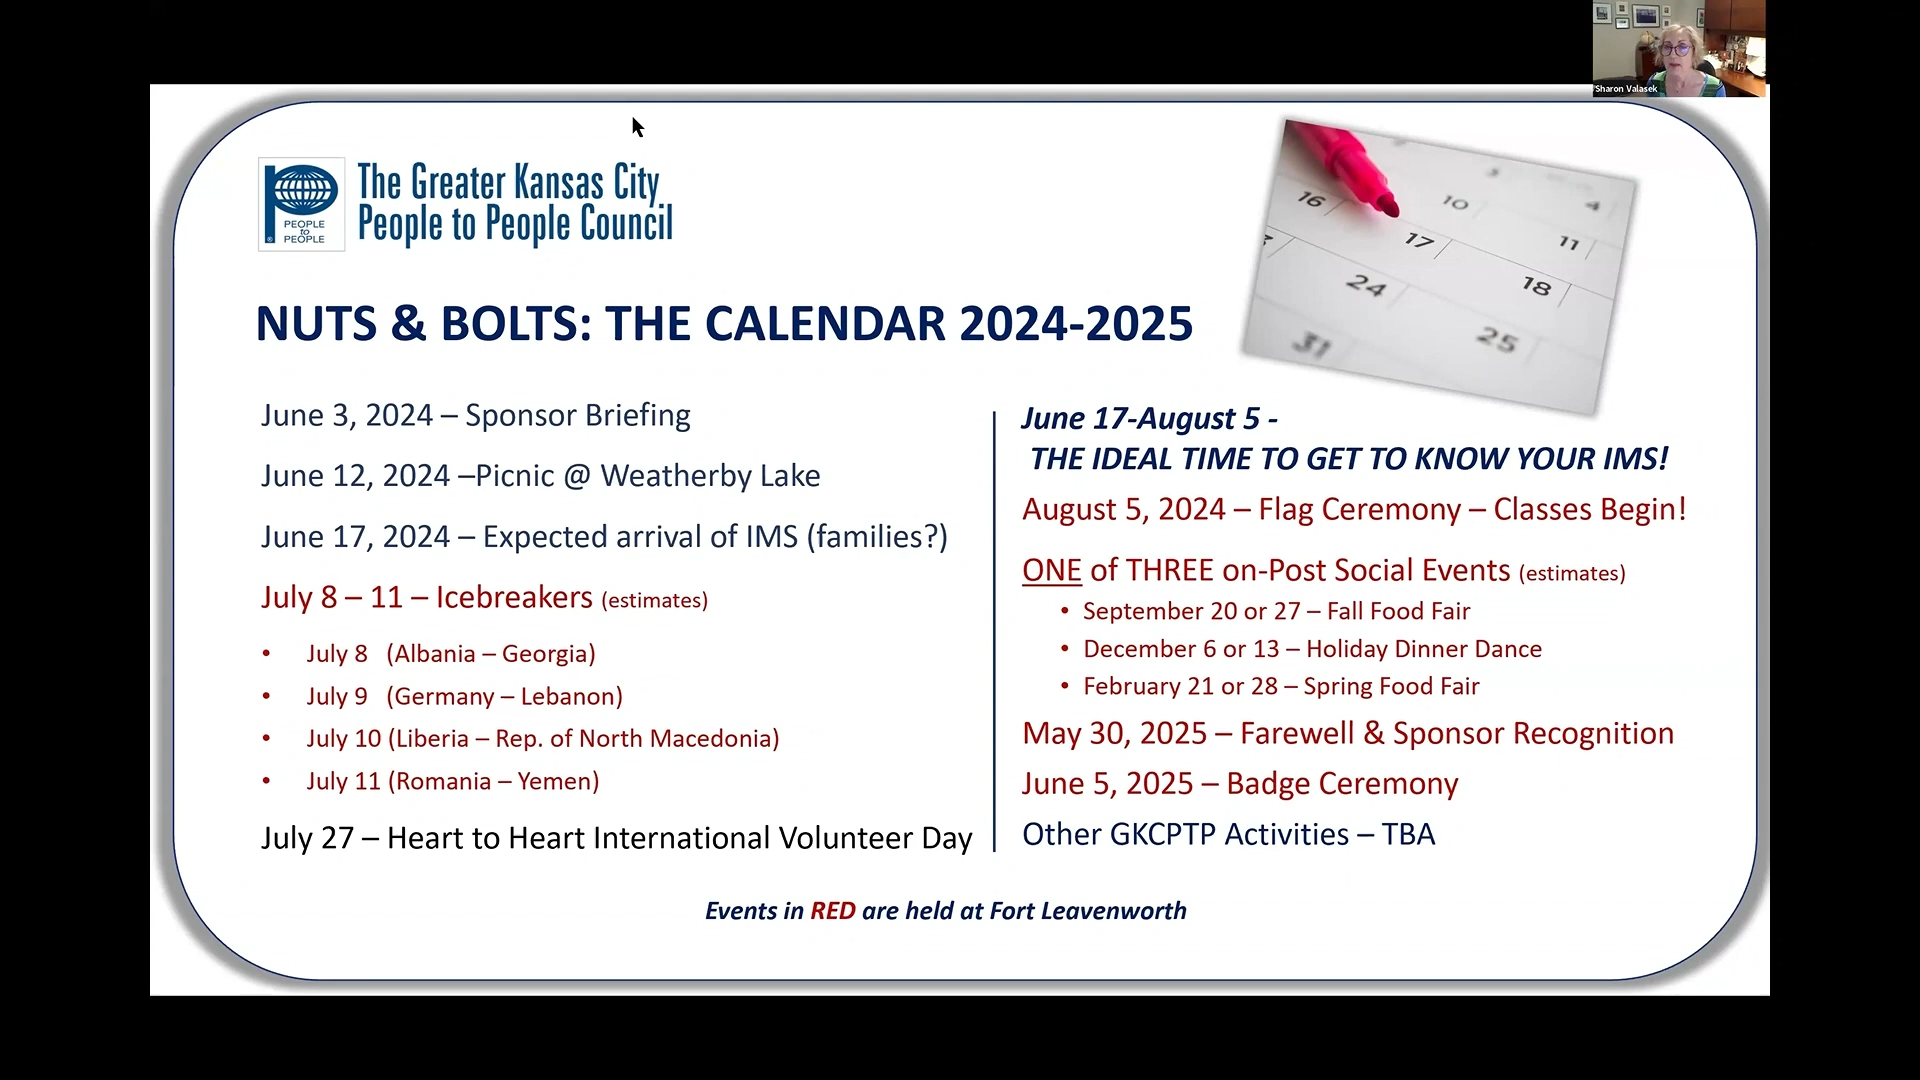 Sharon Valasek
The Greater Kansas City
People to People Council
PEOPLE
to
PEOPLE
®
16
10
3
4
17
11
24
18
31
25
NUTS & BOLTS: THE CALENDAR 2024-2025
June 3, 2024 – Sponsor Briefing
June 12, 2024 –Picnic @ Weatherby Lake
June 17, 2024 – Expected arrival of IMS (families?)
July 8 – 11 – Icebreakers (estimates)
• July 8 (Albania – Georgia)
• July 9 (Germany – Lebanon)
• July 10 (Liberia – Rep. of North Macedonia)
• July 11 (Romania – Yemen)
July 27 – Heart to Heart International Volunteer Day
June 17-August 5 -
THE IDEAL TIME TO GET TO KNOW YOUR IMS!
August 5, 2024 – Flag Ceremony – Classes Begin!
ONE of THREE on-Post Social Events (estimates)
• September 20 or 27 – Fall Food Fair
• December 6 or 13 – Holiday Dinner Dance
• February 21 or 28 – Spring Food Fair
May 30, 2025 – Farewell & Sponsor Recognition
June 5, 2025 – Badge Ceremony
Other GKCPTP Activities – TBA
Events in RED are held at Fort Leavenworth